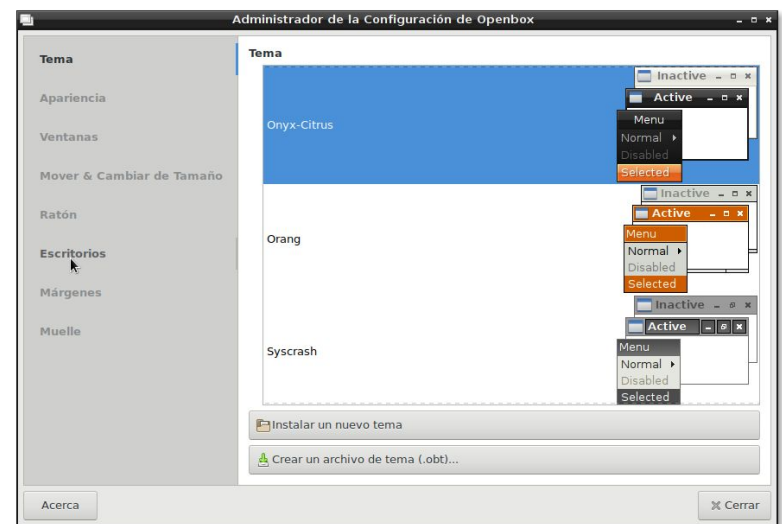 Administrador de la Configuración de Openbox
Tema
Apariencia
Ventanas
Mover & Cambiar de Tamaño
Ratón
Escritorios
Márgenes
Muelle
Tema
Onyx-Citrus
Inactive
Active
Menu
Normal
Disabled
Selected
Orang
Inactive
Active
Menu
Normal
Disabled
Selected
Syscrash
Inactive
Active
Menu
Normal
Disabled
Selected
Instalar un nuevo tema
Crear un archivo de tema (.obt)...
Acerca
Cerrar